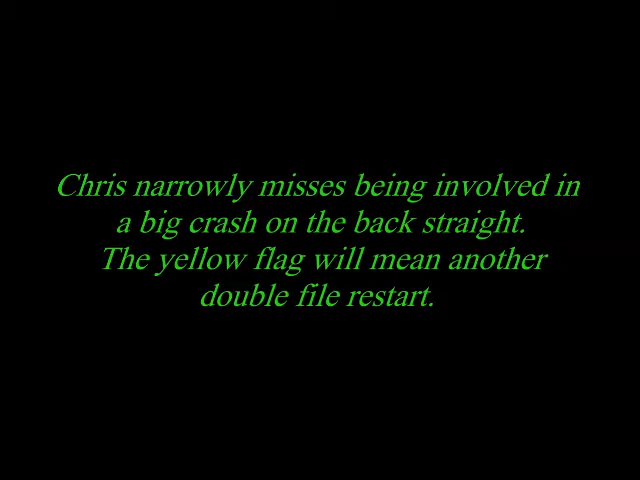 Chris narrowly misses being involved in
a big crash on the back straight.
The yellow flag will mean another
double file restart.